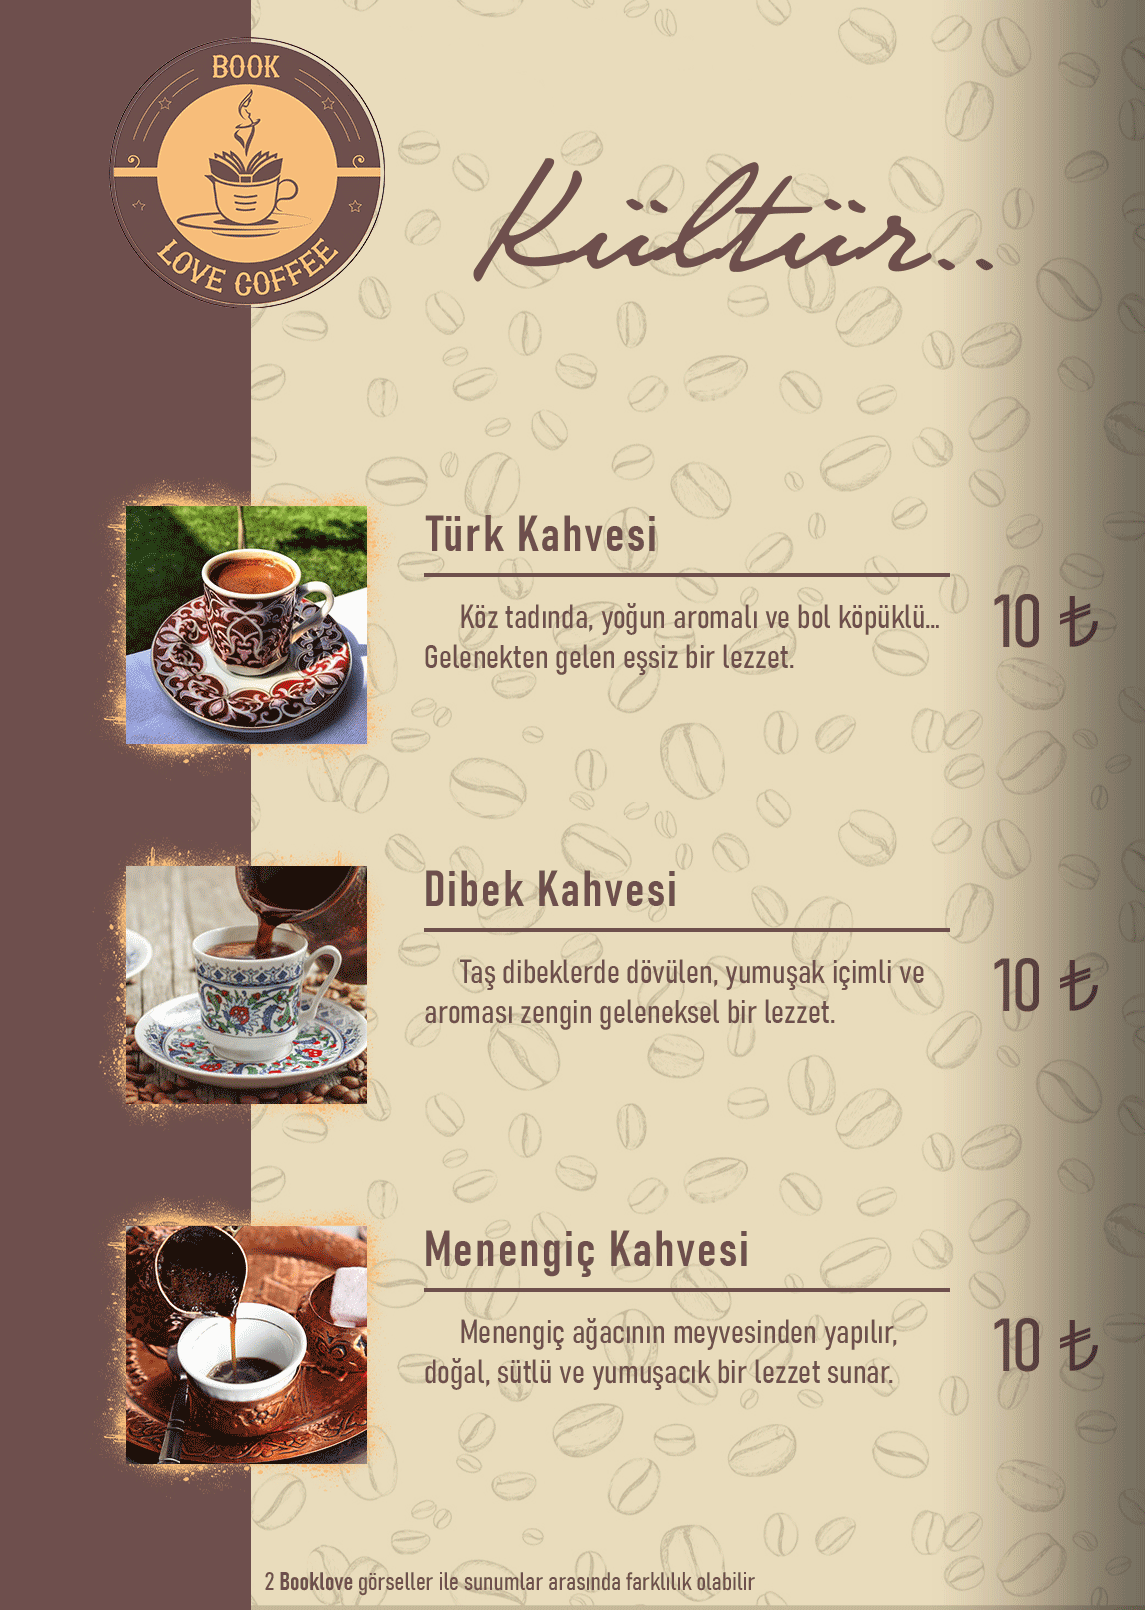 BOOK
LOVE COFFEE
Kültür..
Türk Kahvesi
Köz tadında, yoğun aromalı ve bol köpüklü...
Gelenekten gelen eşsiz bir lezzet.
10 ₺
Dibek Kahvesi
Taş dibeklerde dövülen, yumuşak içimli ve
aroması zengin geleneksel bir lezzet.
10 ₺
Menengiç Kahvesi
Menengiç ağacının meyvesinden yapılır,
doğal, sütlü ve yumuşacık bir lezzet sunar.
10 ₺
2 Booklove görseller ile sunumlar arasında farklılık olabilir